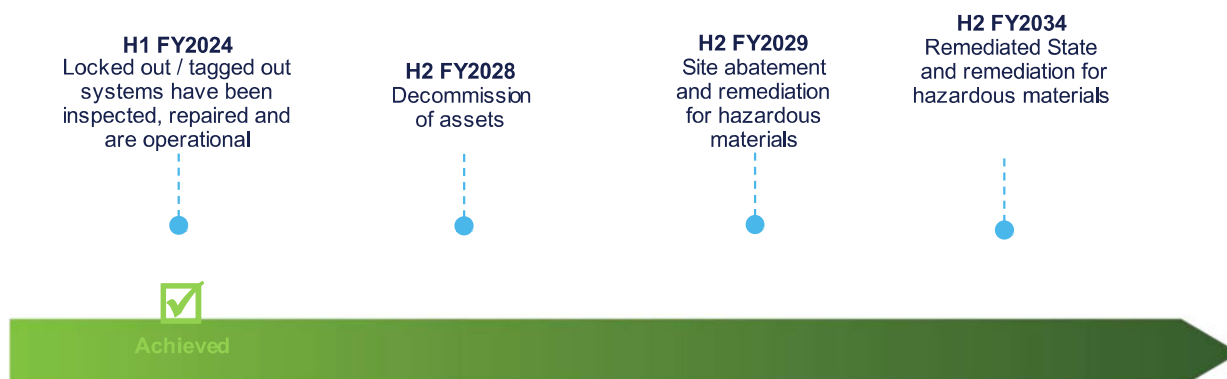 H1 FY2024
Locked out / tagged out
systems have been
inspected, repaired and
are operational
H2 FY2028
Decommission
of assets
H2 FY2029
Site abatement
and remediation
for hazardous
materials
H2 FY2034
Remediated State
and remediation for
hazardous materials
Achieved